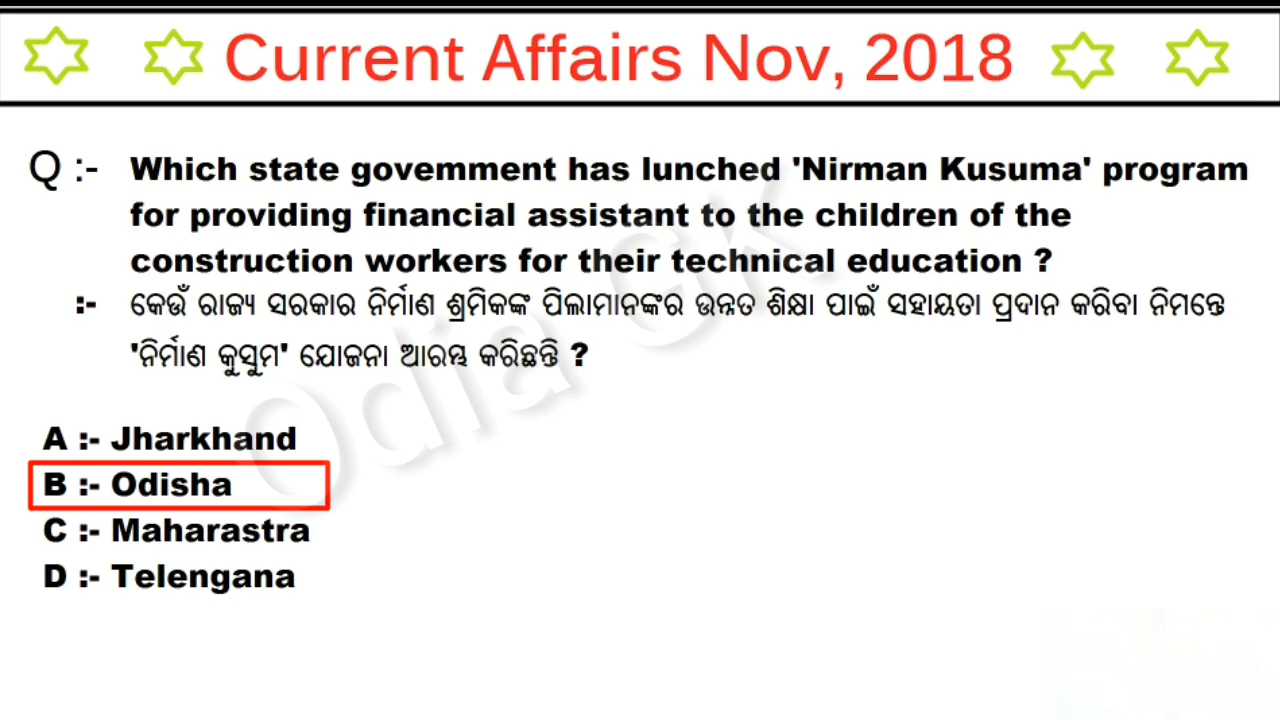 Current Affairs Nov, 2018
Q :- Which state govemment has lunched 'Nirman Kusuma' program
for providing financial assistant to the children of the
construction workers for their technical education ?
:- କେଉଁ ରାଜ୍ୟ ସରକାର ନିର୍ମାଣ ଶ୍ରମିକଙ୍କ ପିଲାମାନଙ୍କର ଉନ୍ନତ ଶିକ୍ଷା ପାଇଁ ସହାୟତା ପ୍ରଦାନ କରିବା ନିମନ୍ତେ
'ନିର୍ମାଣ କୁସୁମ' ଯୋଜନା ଆରମ୍ଭ କରିଛନ୍ତି ?
Odia GK
A :- Jharkhand
B :- Odisha
C :- Maharastra
D :- Telengana